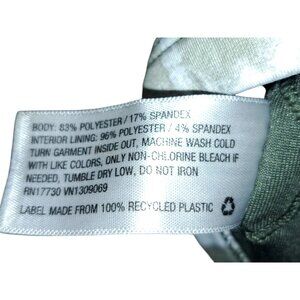 BODY: 83% POLYESTER / 17% SPANDEX
INTERIOR LINING: 96% POLYESTER / 4% SPANDEX
TURN GARMENT INSIDE OUT, MACHINE WASH COLD
WITH LIKE COLORS, ONLY NON-CHLORINE BLEACH IF
NEEDED, TUMBLE DRY LOW, DO NOT IRON
RN17730 VN1309069
LABEL MADE FROM 100% RECYCLED PLASTIC